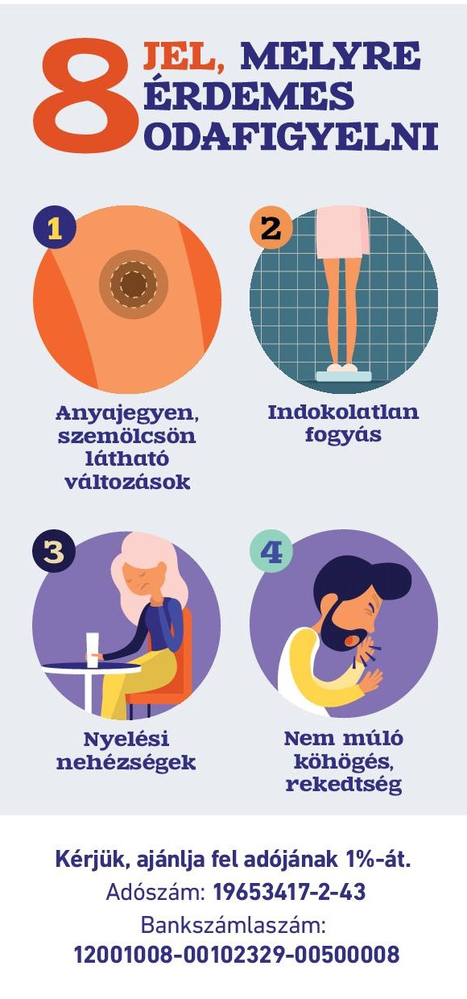 8 JEL, MELYRE
ÉRDEMES
ODAFIGYELNI
1
Anyajegyen,
szemölcsön
látható
változások
2
Indokolatlan
fogyás
3
Nyelési
nehézségek
4
Nem múló
köhögés,
rekedtség
Kérjük, ajánlja fel adójának 1%-át.
Adószám: 19653417-2-43
Bankszámlaszám:
12001008-00102329-00500008